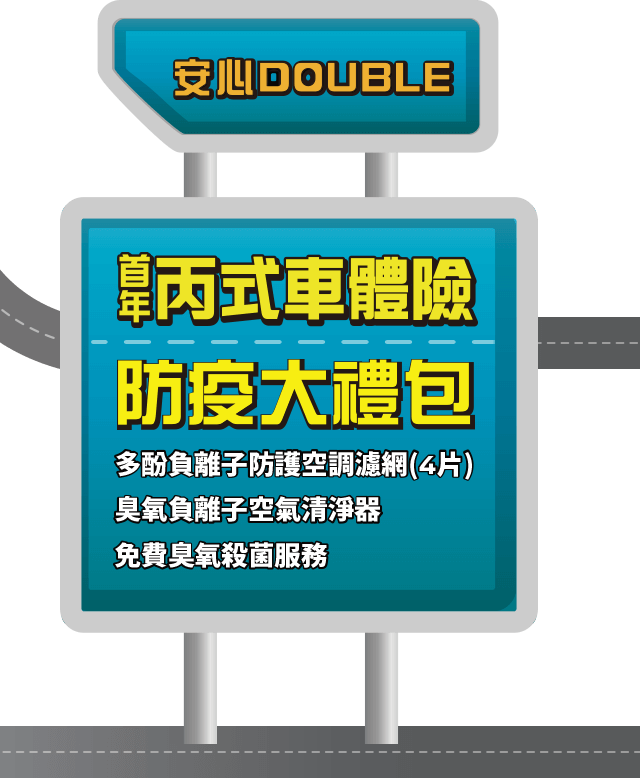 安心DOUBLE
首年丙式車體險
防疫大禮包
多酚負離子防護空調濾網(4片)
臭氧負離子空氣清淨器
免費臭氧殺菌服務